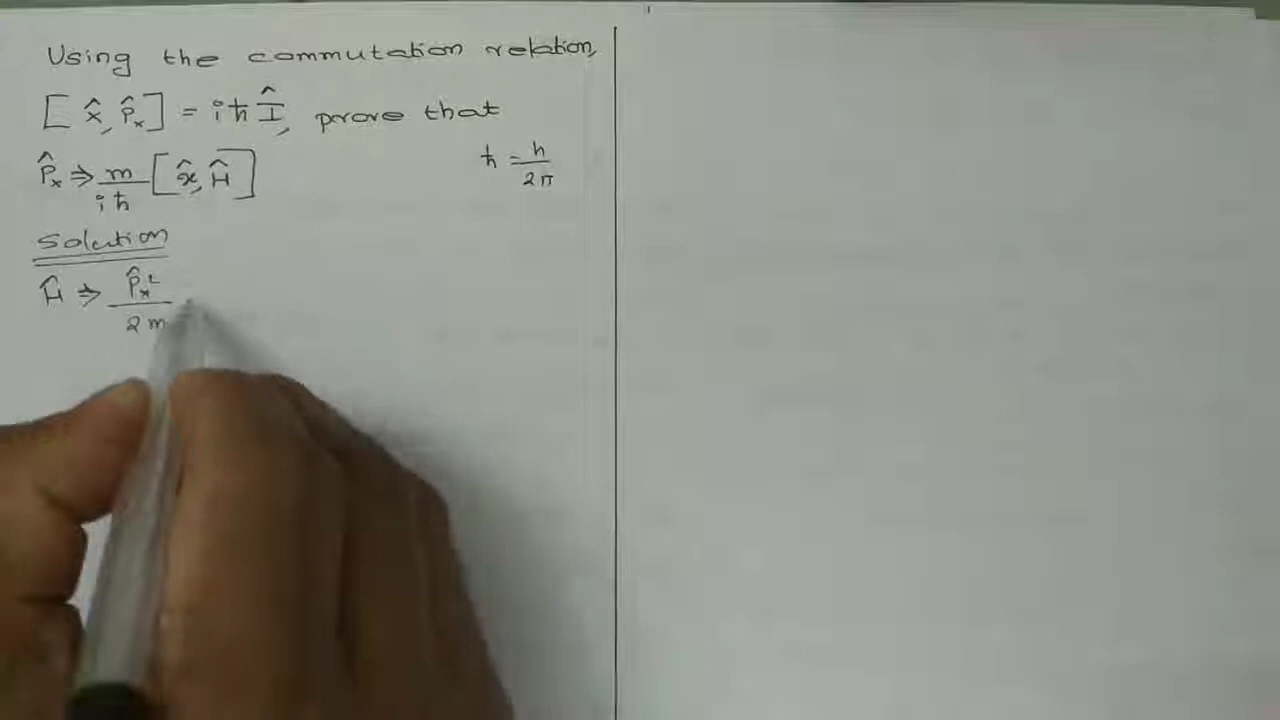 Using the commutation relation,
[x̂, p̂ₓ] = iħ Î, prove that
p̂ₓ ⇒ m/iħ [x̂, Ĥ]
ħ = h/2π
Solution
Ĥ ⇒ p̂ₓ²/2m